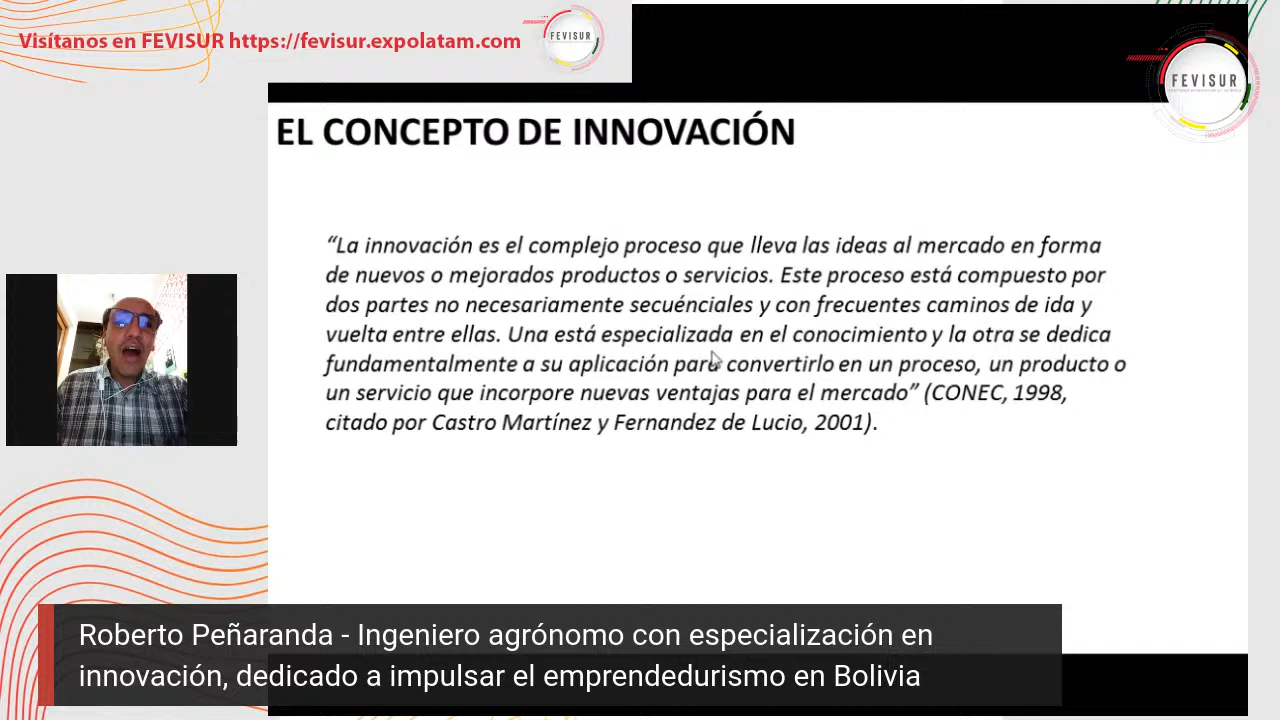 Visítanos en FEVISUR https://fevisur.expolatam.com
FEVISUR
FEVISUR
EL CONCEPTO DE INNOVACIÓN
“La innovación es el complejo proceso que lleva las ideas al mercado en forma
de nuevos o mejorados productos o servicios. Este proceso está compuesto por
dos partes no necesariamente secuénciales y con frecuentes caminos de ida y
vuelta entre ellas. Una está especializada en el conocimiento y la otra se dedica
fundamentalmente a su aplicación para convertirlo en un proceso, un producto o
un servicio que incorpore nuevas ventajas para el mercado” (CONEC, 1998,
citado por Castro Martínez y Fernandez de Lucio, 2001).
Roberto Peñaranda - Ingeniero agrónomo con especialización en
innovación, dedicado a impulsar el emprendedurismo en Bolivia